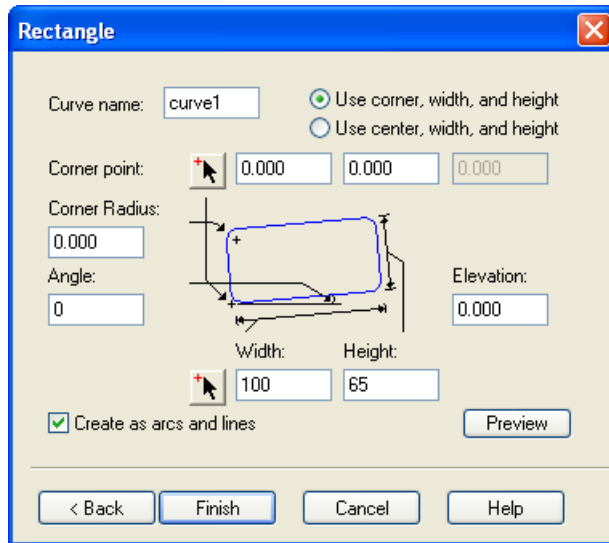 Rectangle
Curve name: curve1
Use corner, width, and height
Use center, width, and height
Corner point: 0.000 0.000 0.000
Corner Radius:
0.000
Angle: Elevation:
0 0.000
Width: Height:
100 65
Create as arcs and lines Preview
< Back Finish Cancel Help